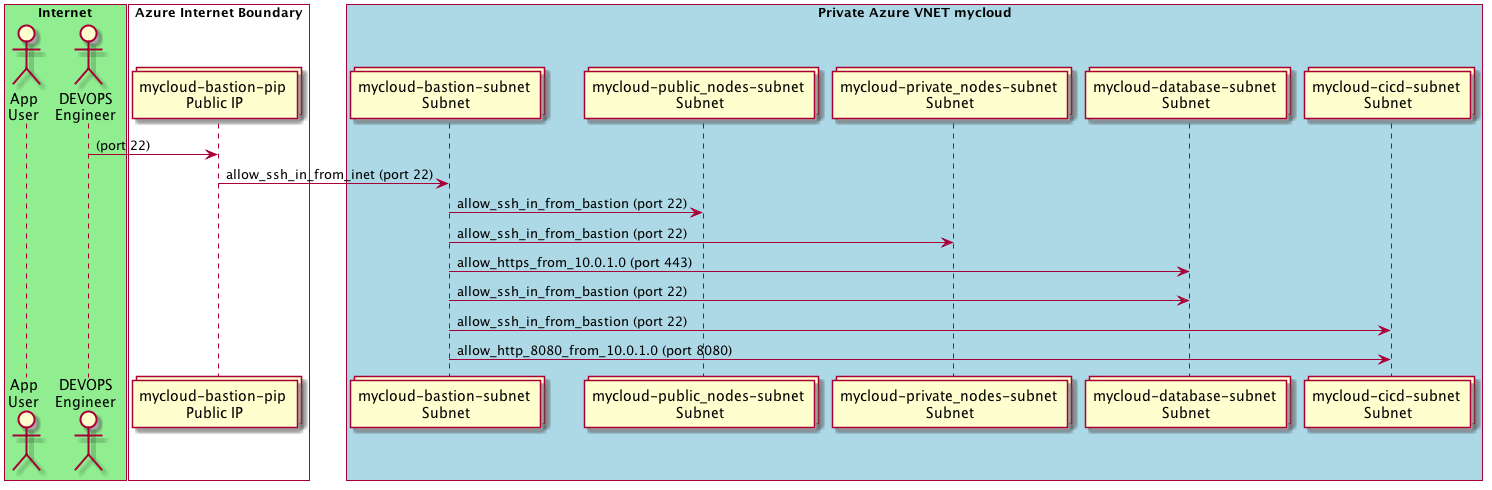 Internet
Azure Internet Boundary
Private Azure VNET mycloud
App
User
DEVOPS
Engineer
mycloud-bastion-pip
Public IP
mycloud-bastion-subnet
Subnet
mycloud-public_nodes-subnet
Subnet
mycloud-private_nodes-subnet
Subnet
mycloud-database-subnet
Subnet
mycloud-cicd-subnet
Subnet
(port 22)
allow_ssh_in_from_inet (port 22)
allow_ssh_in_from_bastion (port 22)
allow_ssh_in_from_bastion (port 22)
allow_https_from_10.0.1.0 (port 443)
allow_ssh_in_from_bastion (port 22)
allow_ssh_in_from_bastion (port 22)
allow_http_8080_from_10.0.1.0 (port 8080)
App
User
DEVOPS
Engineer
mycloud-bastion-pip
Public IP
mycloud-bastion-subnet
Subnet
mycloud-public_nodes-subnet
Subnet
mycloud-private_nodes-subnet
Subnet
mycloud-database-subnet
Subnet
mycloud-cicd-subnet
Subnet